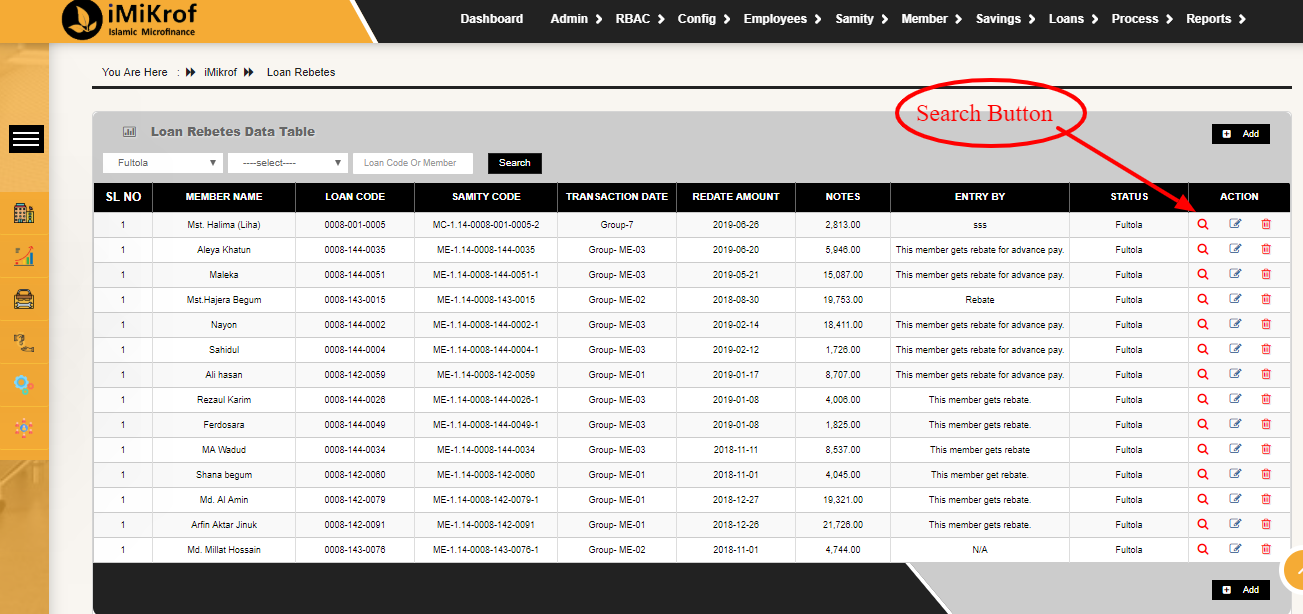 iMiKrof
Islamic Microfinance
Dashboard Admin RBAC Config Employees Samity Member Savings Loans Process Reports
You Are Here : iMikrof Loan Rebetes
Search Button
Loan Rebetes Data Table
Add
Fultola ----select---- Loan Code Or Member Search
SL NO MEMBER NAME LOAN CODE SAMITY CODE TRANSACTION DATE REDATE AMOUNT NOTES ENTRY BY STATUS ACTION
1 Mst. Halima (Liha) 0008-001-0005 MC-1.14-0008-001-0005-2 Group-7 2019-06-26 2,813.00 sss Fultola
1 Aleya Khatun 0008-144-0035 ME-1.14-0008-144-0035 Group- ME-03 2019-06-20 5,946.00 This member gets rebate for advance pay. Fultola
1 Maleka 0008-144-0051 ME-1.14-0008-144-0051-1 Group- ME-03 2019-05-21 15,087.00 This member gets rebate for advance pay. Fultola
1 Mst.Hajera Begum 0008-143-0015 ME-1.14-0008-143-0015 Group- ME-02 2018-08-30 19,753.00 Rebate Fultola
1 Nayon 0008-144-0002 ME-1.14-0008-144-0002-1 Group- ME-03 2019-02-14 18,411.00 This member gets rebate for advance pay. Fultola
1 Sahidul 0008-144-0004 ME-1.14-0008-144-0004-1 Group- ME-03 2019-02-12 1,726.00 This member gets rebate for advance pay. Fultola
1 Ali hasan 0008-142-0059 ME-1.14-0008-142-0059 Group- ME-01 2019-01-17 8,707.00 This member gets rebate for advance pay. Fultola
1 Rezaul Karim 0008-144-0026 ME-1.14-0008-144-0026-1 Group- ME-03 2019-01-08 4,006.00 This member gets rebate. Fultola
1 Ferdosara 0008-144-0049 ME-1.14-0008-144-0049-1 Group- ME-03 2019-01-08 1,825.00 This member gets rebate. Fultola
1 MA Wadud 0008-144-0034 ME-1.14-0008-144-0034 Group- ME-03 2018-11-11 8,537.00 This member gets rebate Fultola
1 Shana begum 0008-142-0060 ME-1.14-0008-142-0060 Group- ME-01 2018-11-01 4,045.00 This member get rebate. Fultola
1 Md. Al Amin 0008-142-0079 ME-1.14-0008-142-0079-1 Group- ME-01 2018-12-27 19,321.00 This member gets rebate. Fultola
1 Arfin Aktar Jinuk 0008-142-0091 ME-1.14-0008-142-0091 Group- ME-01 2018-12-26 21,726.00 This member gets rebate. Fultola
1 Md. Millat Hossain 0008-143-0076 ME-1.14-0008-143-0076-1 Group- ME-02 2018-11-01 4,744.00 N/A Fultola
Add